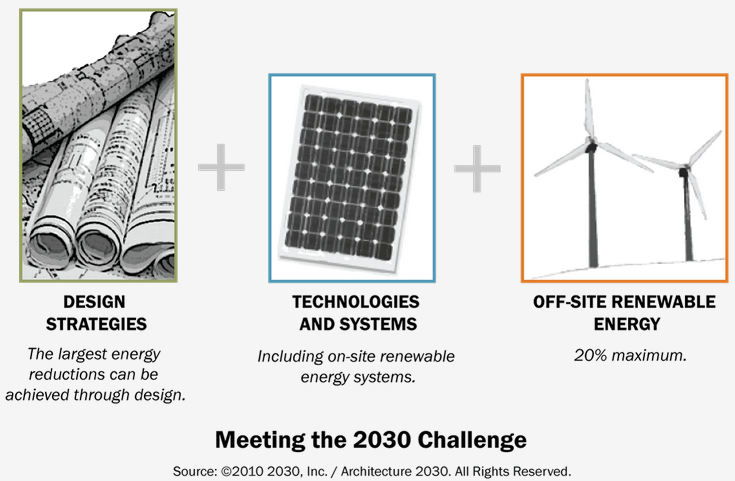 DESIGN
STRATEGIES
The largest energy
reductions can be
achieved through design.
TECHNOLOGIES
AND SYSTEMS
Including on-site renewable
energy systems.
OFF-SITE RENEWABLE
ENERGY
20% maximum.
Meeting the 2030 Challenge
Source: ©2010 2030, Inc. / Architecture 2030. All Rights Reserved.